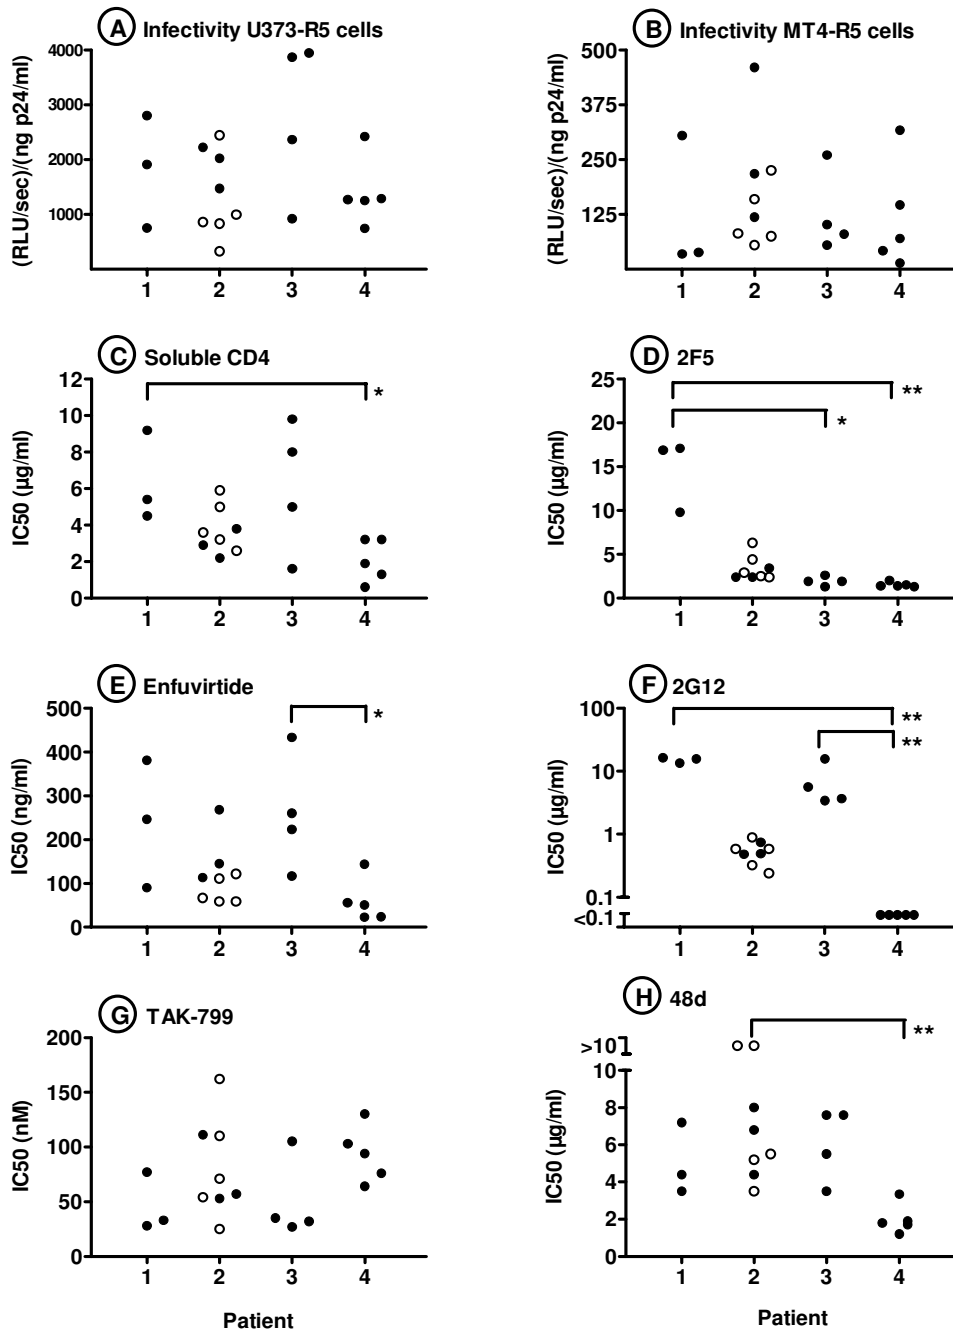 A Infectivity U373-R5 cells
(RLU/sec)/(ng p24/ml)
4000
3000
2000
1000
1 2 3 4
B Infectivity MT4-R5 cells
(RLU/sec)/(ng p24/ml)
500
375
250
125
1 2 3 4
C Soluble CD4
IC50 (µg/ml)
12
10
8
6
4
2
0
*
1 2 3 4
D 2F5
IC50 (µg/ml)
25
20
15
10
5
0
**
*
1 2 3 4
E Enfuvirtide
IC50 (ng/ml)
500
400
300
200
100
0
*
1 2 3 4
F 2G12
IC50 (µg/ml)
100
10
1
0.1
<0.1
**
**
1 2 3 4
G TAK-799
IC50 (nM)
200
150
100
50
0
1 2 3 4
Patient
H 48d
IC50 (µg/ml)
>10
10
8
6
4
2
0
**
1 2 3 4
Patient